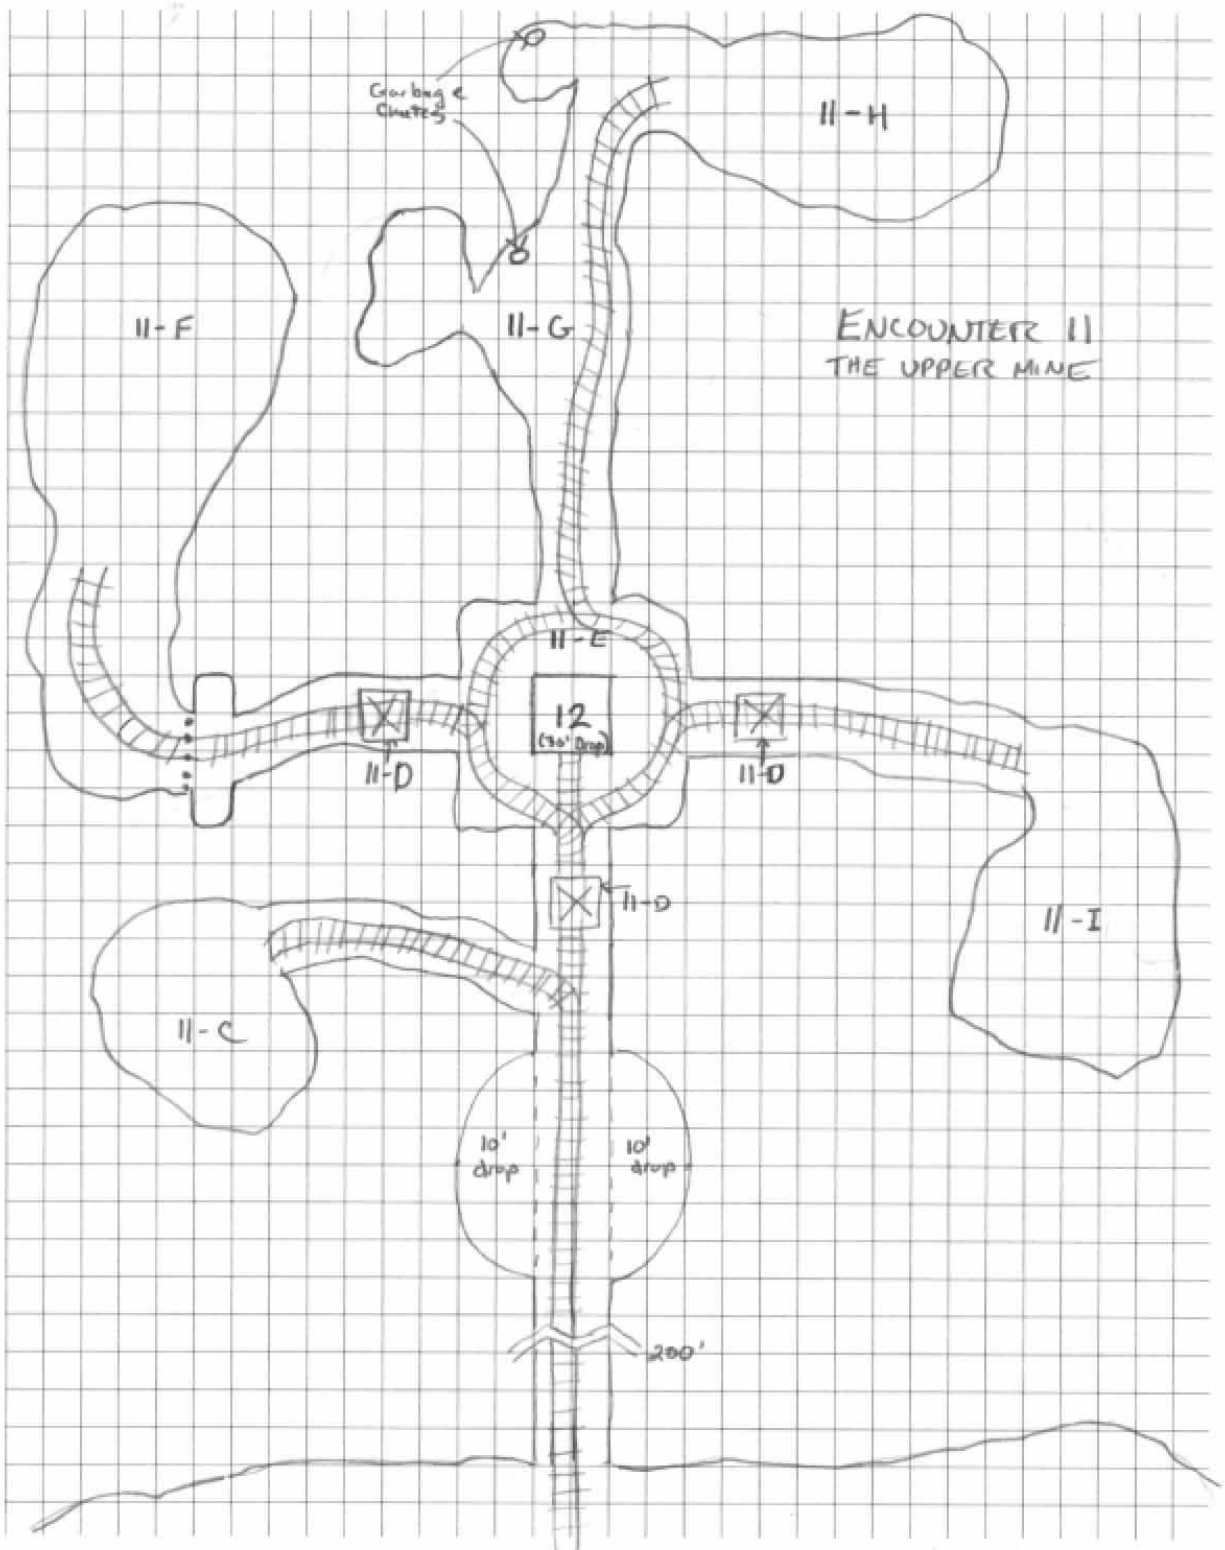 Garbage
Chutes
11-H
11-F
11-G
ENCOUNTER 11
THE UPPER MINE
11-E
12
(30' Drop)
11-D
11-D
11-D
11-I
11-C
10'
drop
10'
drop
200'